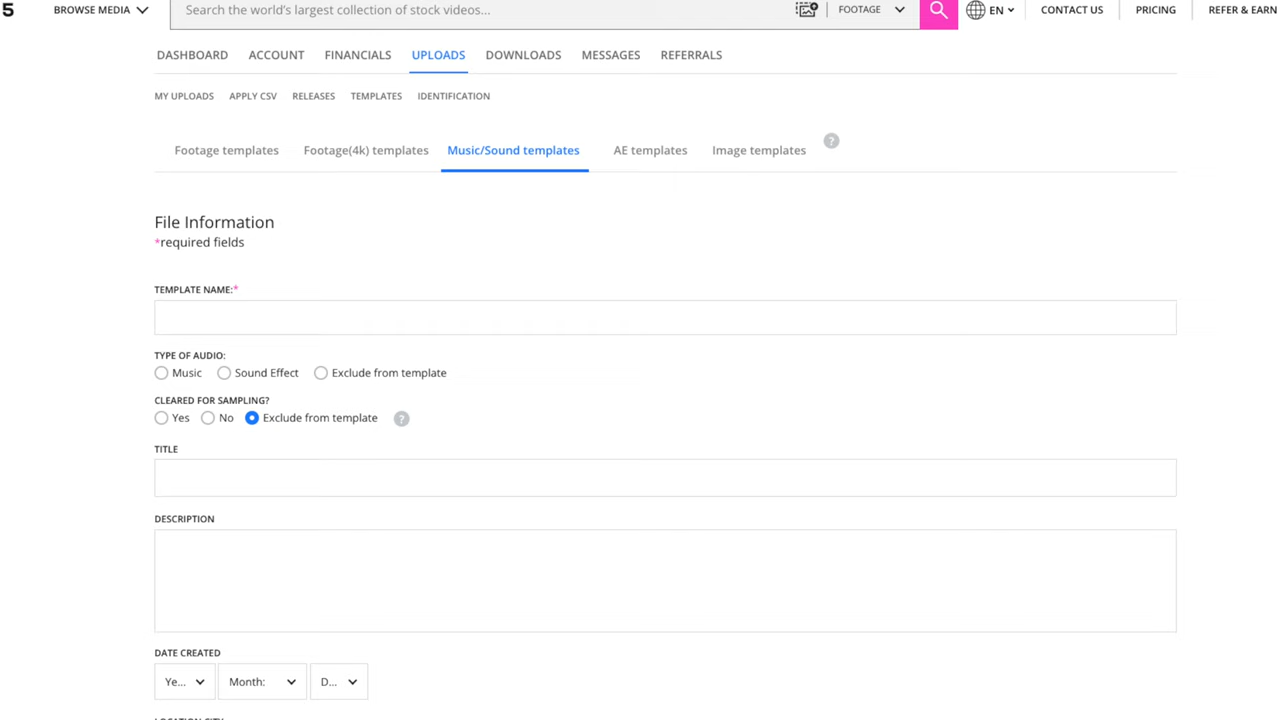 5 BROWSE MEDIA Search the world's largest collection of stock videos... FOOTAGE EN CONTACT US PRICING REFER & EARN
DASHBOARD ACCOUNT FINANCIALS UPLOADS DOWNLOADS MESSAGES REFERRALS
MY UPLOADS APPLY CSV RELEASES TEMPLATES IDENTIFICATION
Footage templates Footage(4k) templates Music/Sound templates AE templates Image templates ?
File Information
*required fields
TEMPLATE NAME:*
TYPE OF AUDIO:
Music Sound Effect Exclude from template
CLEARED FOR SAMPLING?
Yes No Exclude from template ?
TITLE
DESCRIPTION
DATE CREATED
Ye... Month: D...
LOCATION CITY